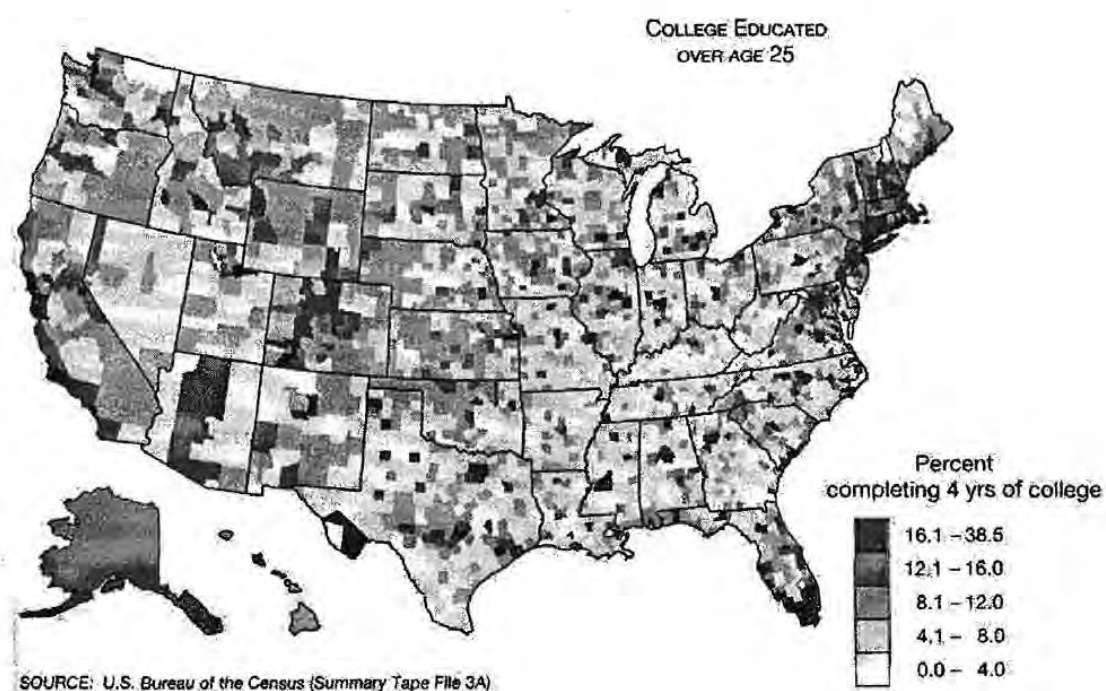 COLLEGE EDUCATED
OVER AGE 25
Percent
completing 4 yrs of college
16.1 – 38.5
12.1 – 16.0
8.1 – 12.0
4.1 – 8.0
0.0 – 4.0
SOURCE: U.S. Bureau of the Census (Summary Tape File 3A)